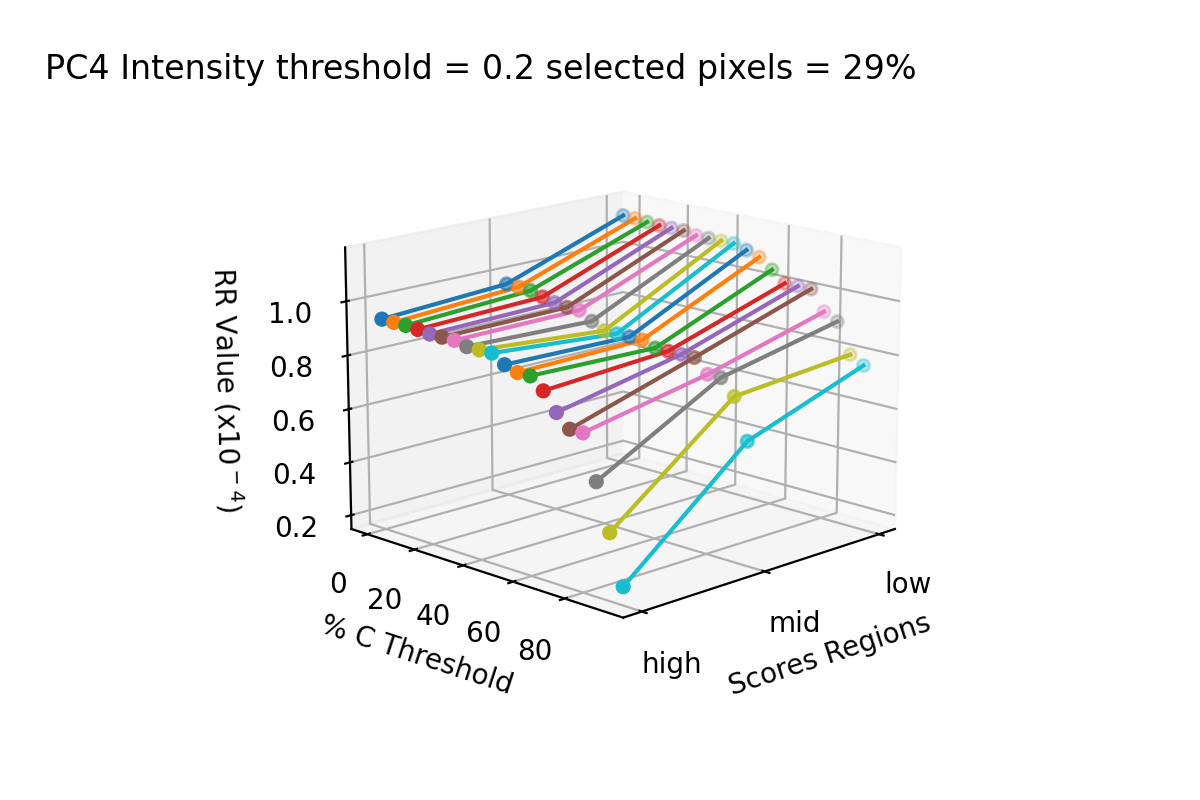 PC4 Intensity threshold = 0.2 selected pixels = 29%
RR Value (x10⁻⁴)
1.0
0.8
0.6
0.4
0.2
0
20
40
60
80
% C Threshold
high
mid
low
Scores Regions